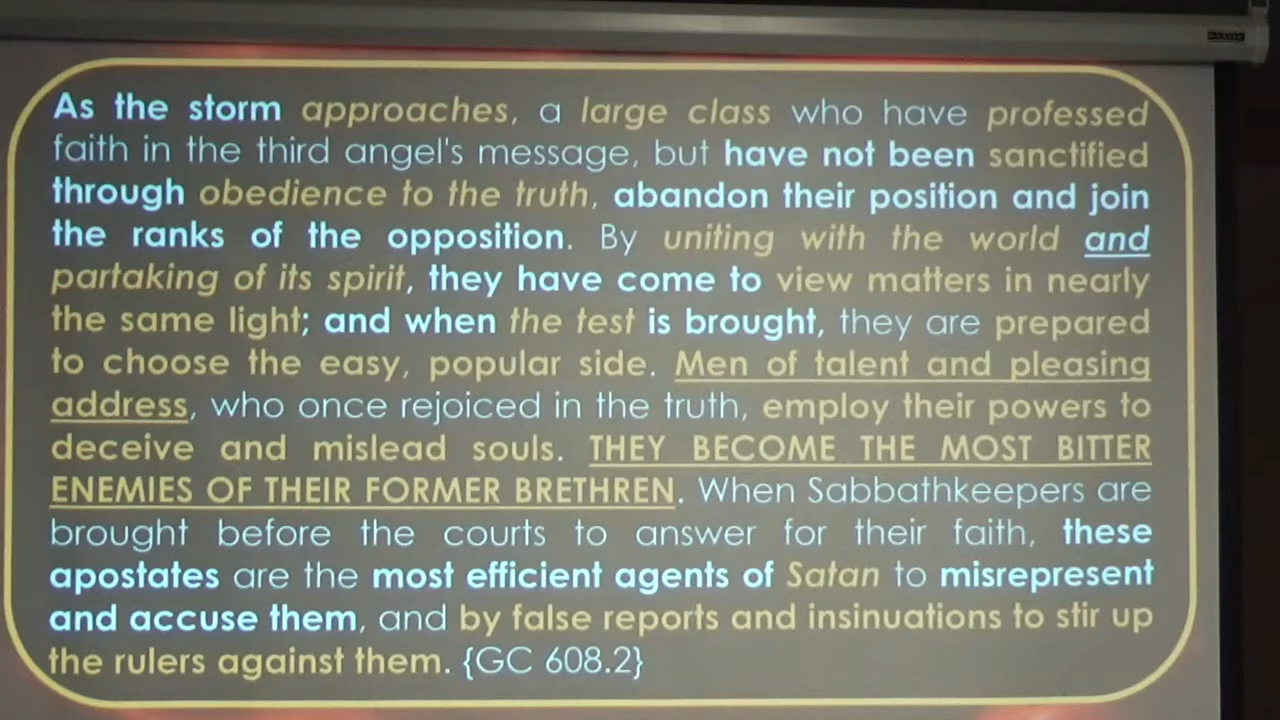 As the storm approaches, a large class who have professed
faith in the third angel's message, but have not been sanctified
through obedience to the truth, abandon their position and join
the ranks of the opposition. By uniting with the world and
partaking of its spirit, they have come to view matters in nearly
the same light; and when the test is brought, they are prepared
to choose the easy, popular side. Men of talent and pleasing
address, who once rejoiced in the truth, employ their powers to
deceive and mislead souls. THEY BECOME THE MOST BITTER
ENEMIES OF THEIR FORMER BRETHREN. When Sabbathkeepers are
brought before the courts to answer for their faith, these
apostates are the most efficient agents of Satan to misrepresent
and accuse them, and by false reports and insinuations to stir up
the rulers against them. {GC 608.2}